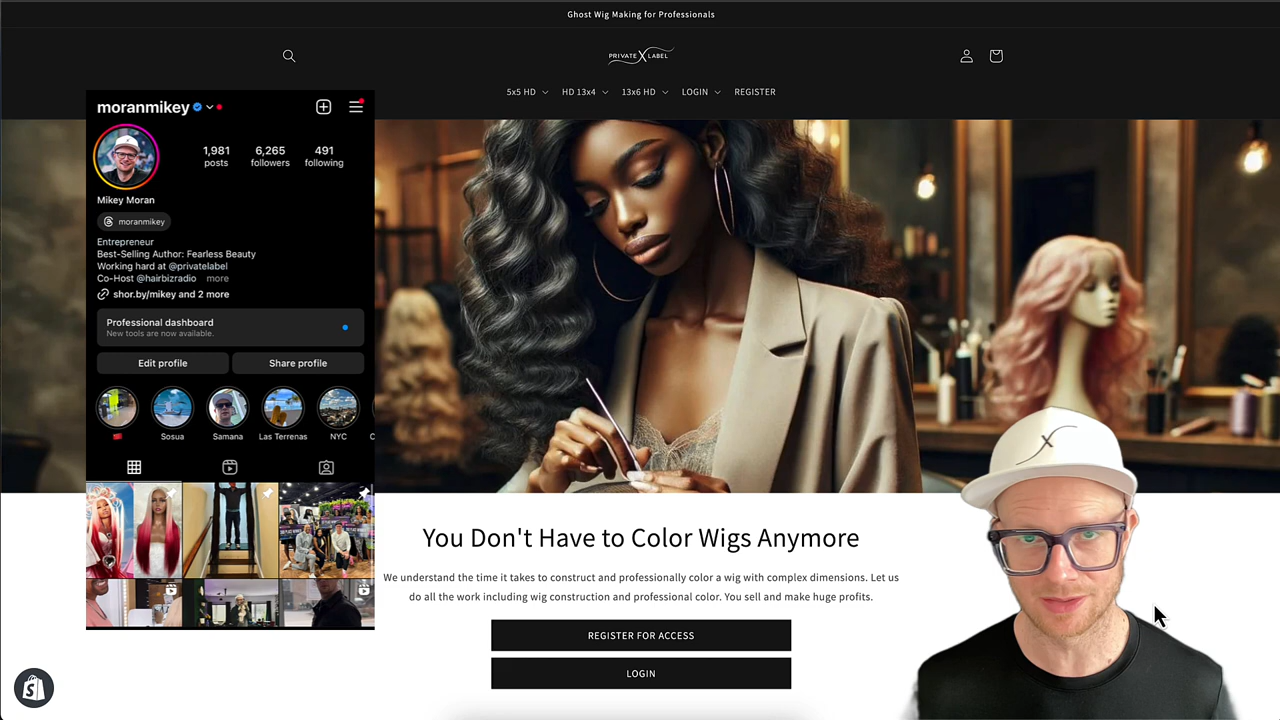 Ghost Wig Making for Professionals
PRIVATE X LABEL
5x5 HD HD 13x4 13x6 HD LOGIN REGISTER
moranmikey
1,981 6,265 491
posts followers following
Mikey Moran
moranmikey
Entrepreneur
Best-Selling Author: Fearless Beauty
Working hard at @privatelabel
Co-Host @hairbizradio more
shor.by/mikey and 2 more
Professional dashboard
New tools are now available.
Edit profile Share profile
Sosua Samana Las Terrenas NYC
You Don't Have to Color Wigs Anymore
We understand the time it takes to construct and professionally color a wig with complex dimensions. Let us
do all the work including wig construction and professional color. You sell and make huge profits.
REGISTER FOR ACCESS
LOGIN
X
S